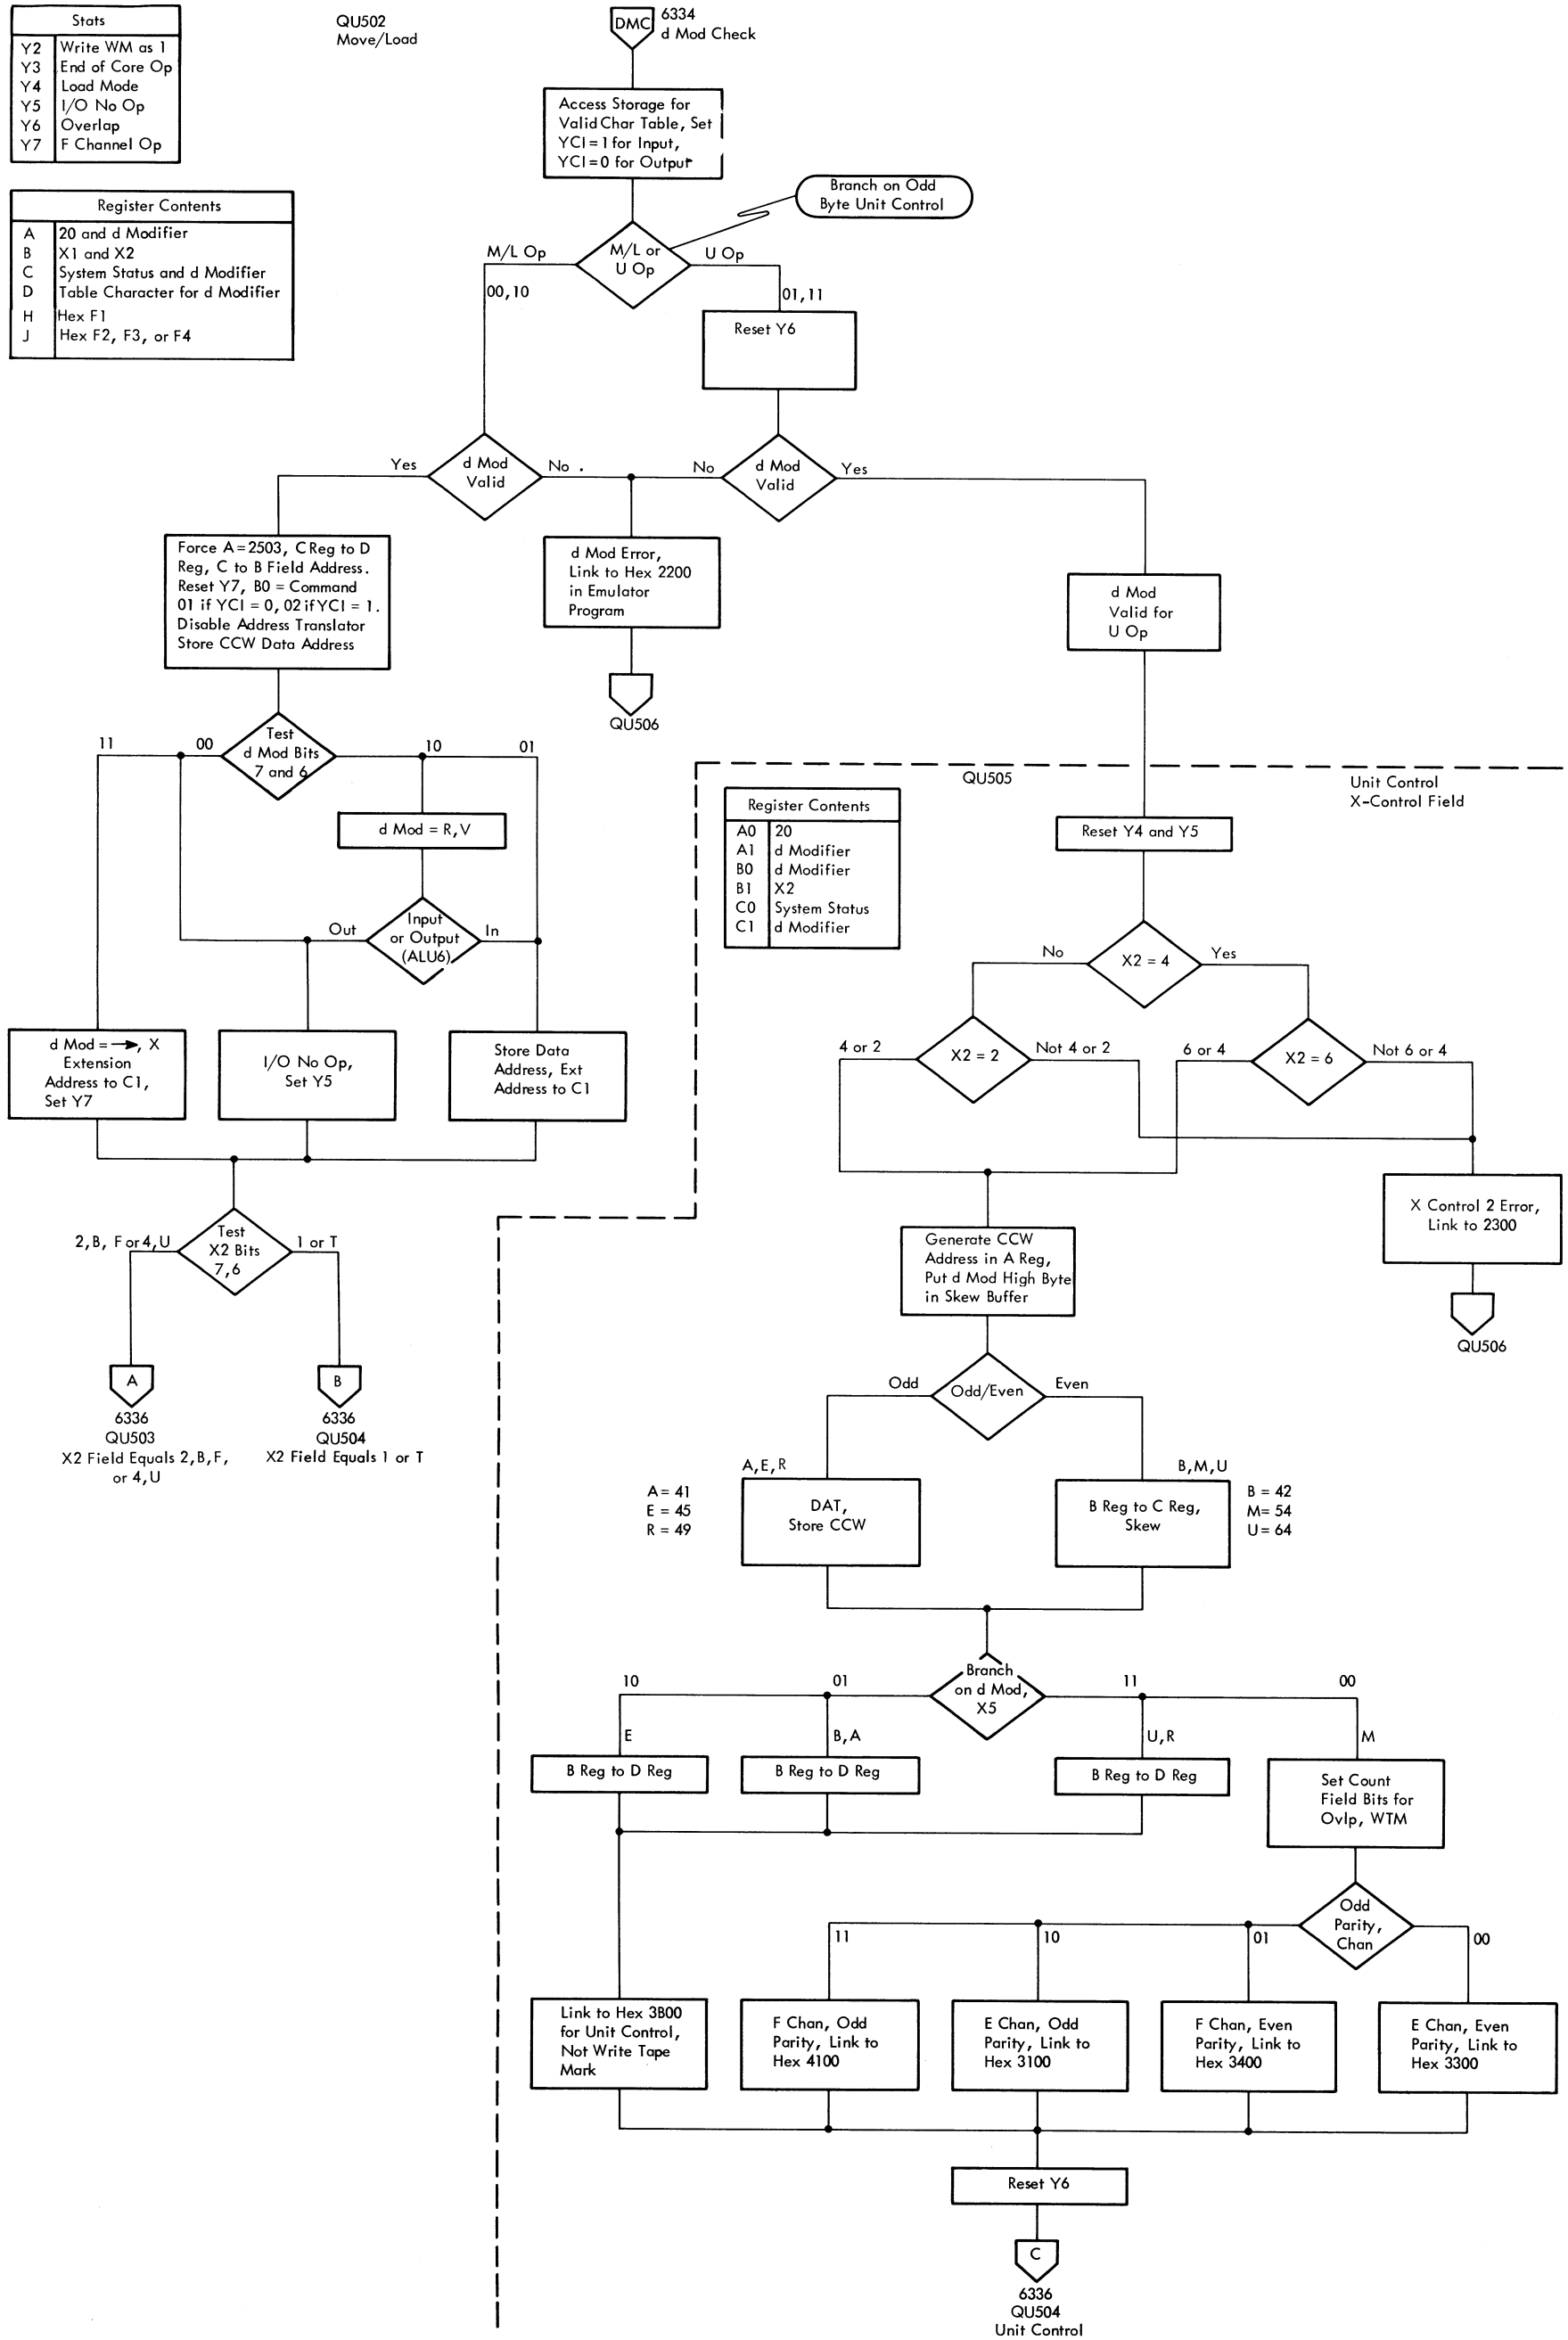 Stats
Y2 Write WM as 1
Y3 End of Core Op
Y4 Load Mode
Y5 I/O No Op
Y6 Overlap
Y7 F Channel Op
QU502
Move/Load
DMC
6334
d Mod Check
Register Contents
A 20 and d Modifier
B X1 and X2
C System Status and d Modifier
D Table Character for d Modifier
H Hex F1
J Hex F2, F3, or F4
Access Storage for
Valid Char Table, Set
YCI = 1 for Input,
YCI = 0 for Output
Branch on Odd
Byte Unit Control
M/L Op
M/L or
U Op
U Op
00,10
01,11
Reset Y6
Yes
d Mod
Valid
No .
No
d Mod
Valid
Yes
Force A = 2503, C Reg to D
Reg, C to B Field Address.
Reset Y7, B0 = Command
01 if YCI = 0, 02 if YCI = 1.
Disable Address Translator
Store CCW Data Address
d Mod Error,
Link to Hex 2200
in Emulator
Program
QU506
d Mod
Valid for
U Op
11
00
Test
d Mod Bits
7 and 6
10
01
d Mod = R,V
Out
Input
or Output
(ALU6)
In
d Mod = →, X
Extension
Address to C1,
Set Y7
I/O No Op,
Set Y5
Store Data
Address, Ext
Address to C1
2,B, F or 4,U
Test
X2 Bits
7,6
1 or T
A
6336
QU503
X2 Field Equals 2,B,F,
or 4,U
B
6336
QU504
X2 Field Equals 1 or T
QU505
Unit Control
X-Control Field
Register Contents
A0 20
A1 d Modifier
B0 d Modifier
B1 X2
C0 System Status
C1 d Modifier
Reset Y4 and Y5
No
X2 = 4
Yes
4 or 2
X2 = 2
Not 4 or 2
6 or 4
X2 = 6
Not 6 or 4
X Control 2 Error,
Link to 2300
QU506
Generate CCW
Address in A Reg,
Put d Mod High Byte
in Skew Buffer
Odd
Odd/Even
Even
A,E,R
B,M,U
A = 41
E = 45
R = 49
DAT,
Store CCW
B Reg to C Reg,
Skew
B = 42
M= 54
U= 64
10
01
Branch
on d Mod,
X5
11
00
E
B,A
U,R
M
B Reg to D Reg
B Reg to D Reg
B Reg to D Reg
Set Count
Field Bits for
Ovlp, WTM
Odd
Parity,
Chan
11
10
01
00
Link to Hex 3B00
for Unit Control,
Not Write Tape
Mark
F Chan, Odd
Parity, Link to
Hex 4100
E Chan, Odd
Parity, Link to
Hex 3100
F Chan, Even
Parity, Link to
Hex 3400
E Chan, Even
Parity, Link to
Hex 3300
Reset Y6
C
6336
QU504
Unit Control